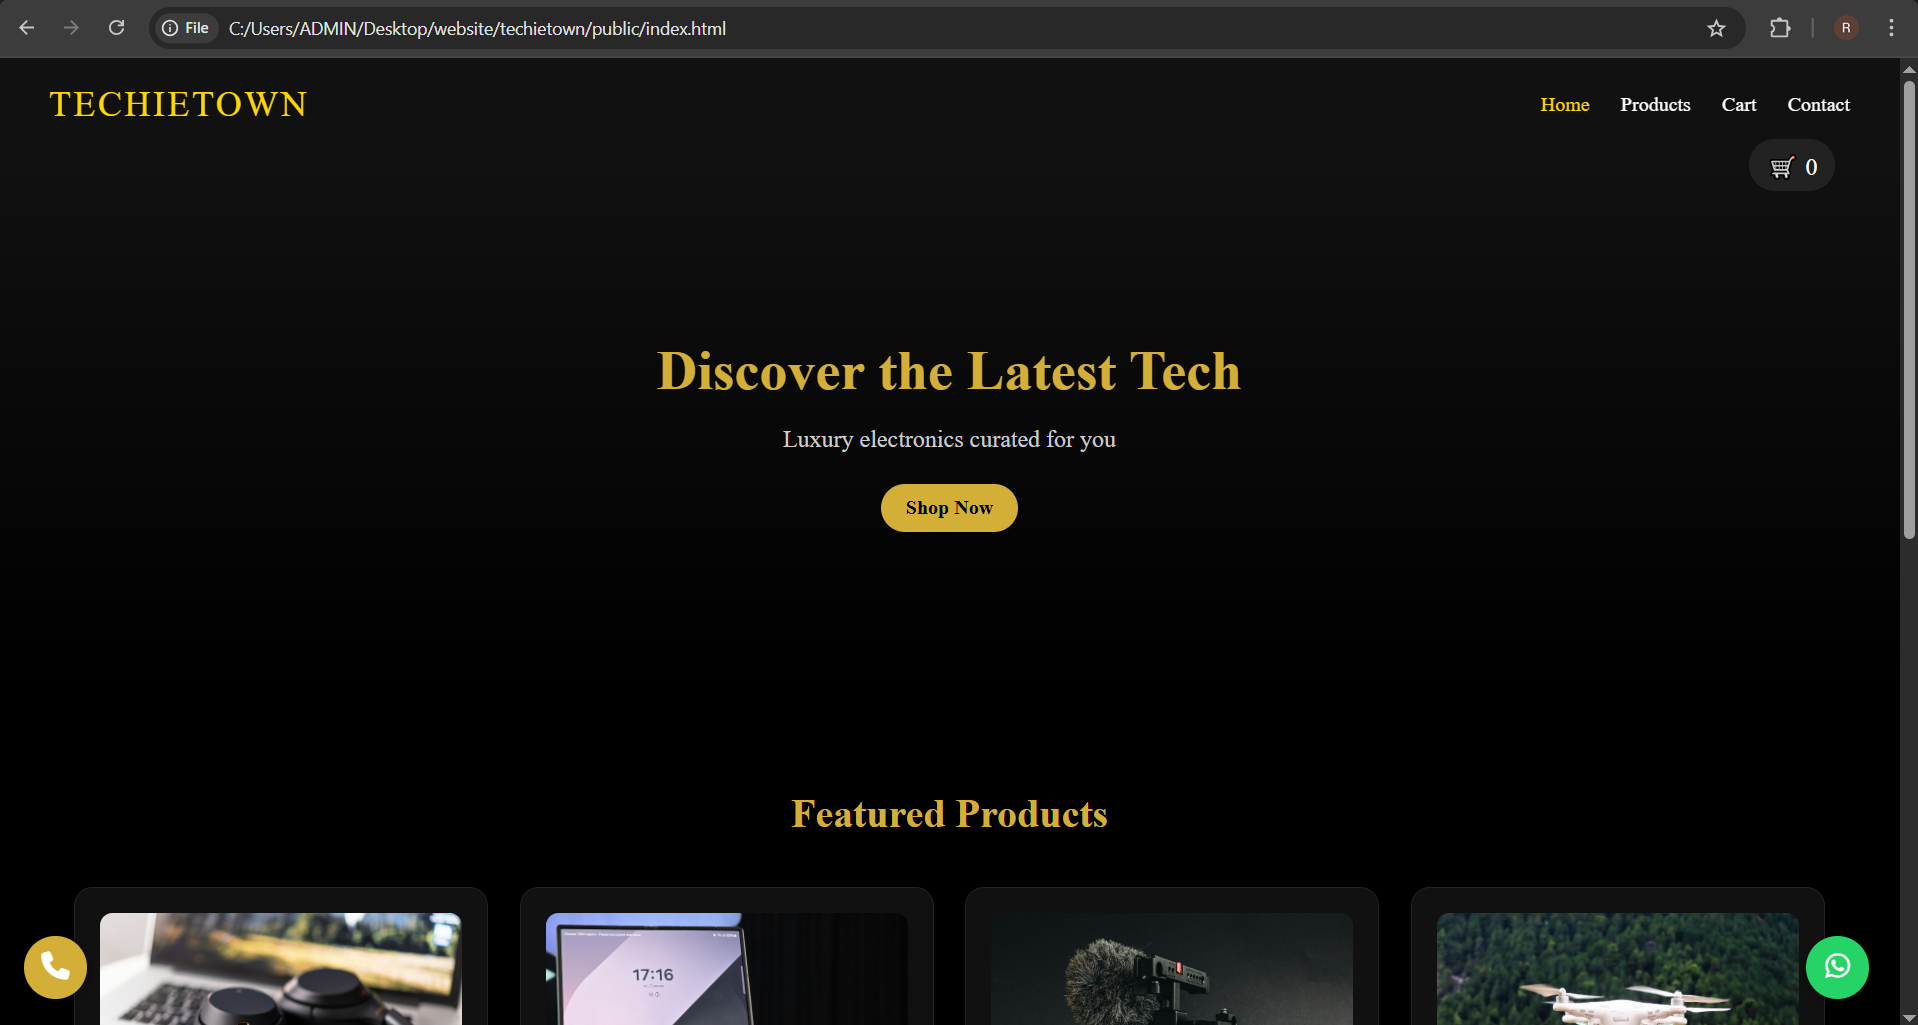 File C:/Users/ADMIN/Desktop/website/techietown/public/index.html
R
TECHIETOWN
Home Products Cart Contact
0
Discover the Latest Tech
Luxury electronics curated for you
Shop Now
Featured Products
17:16